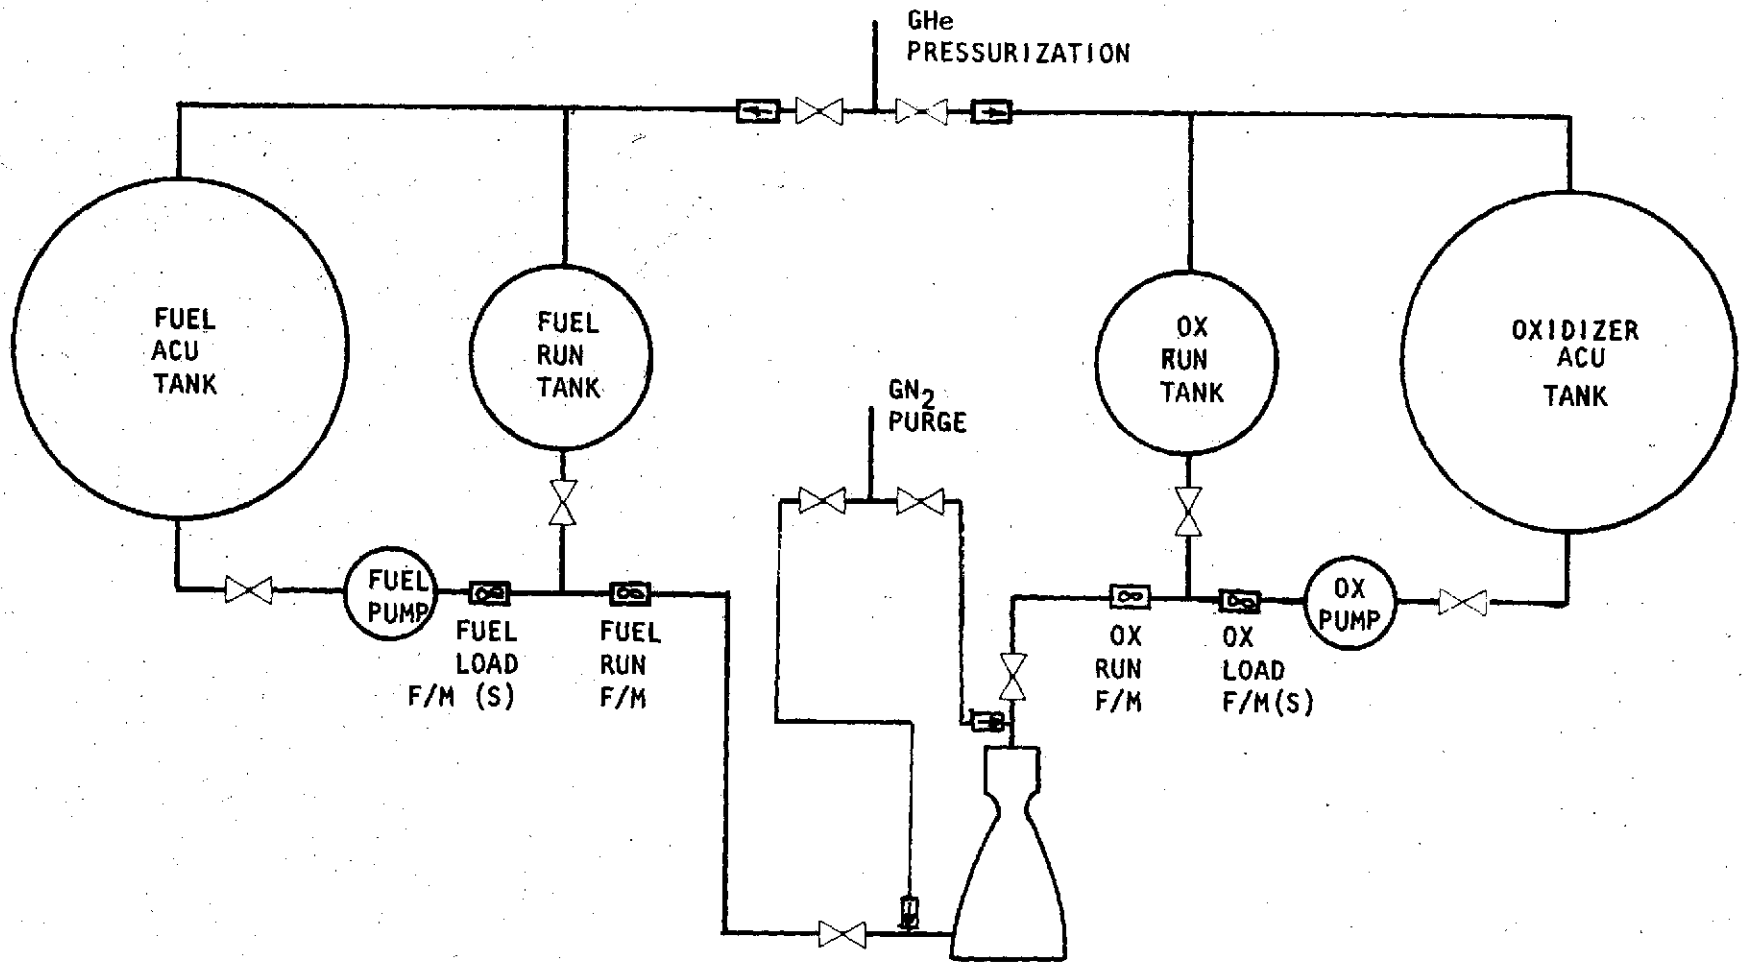 GHe
PRESSURIZATION
FUEL
ACU
TANK
FUEL
RUN
TANK
OX
RUN
TANK
OXIDIZER
ACU
TANK
GN₂
PURGE
FUEL
PUMP
FUEL
LOAD
F/M (S)
FUEL
RUN
F/M
OX
RUN
F/M
OX
LOAD
F/M(S)
OX
PUMP